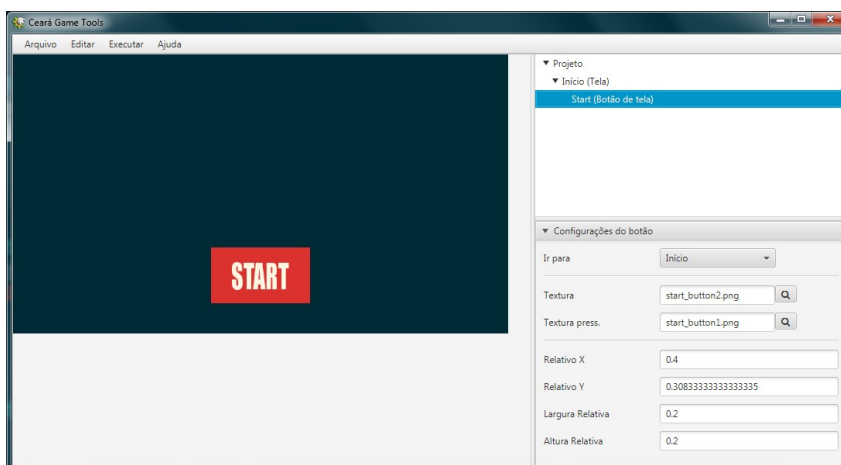 Ceará Game Tools
Arquivo Editar Executar Ajuda
Projeto
Início (Tela)
Start (Botão de tela)
START
Configurações do botão
Ir para Início
Textura start_button2.png
Textura press. start_button1.png
Relativo X 0.4
Relativo Y 0.30833333333333335
Largura Relativa 0.2
Altura Relativa 0.2